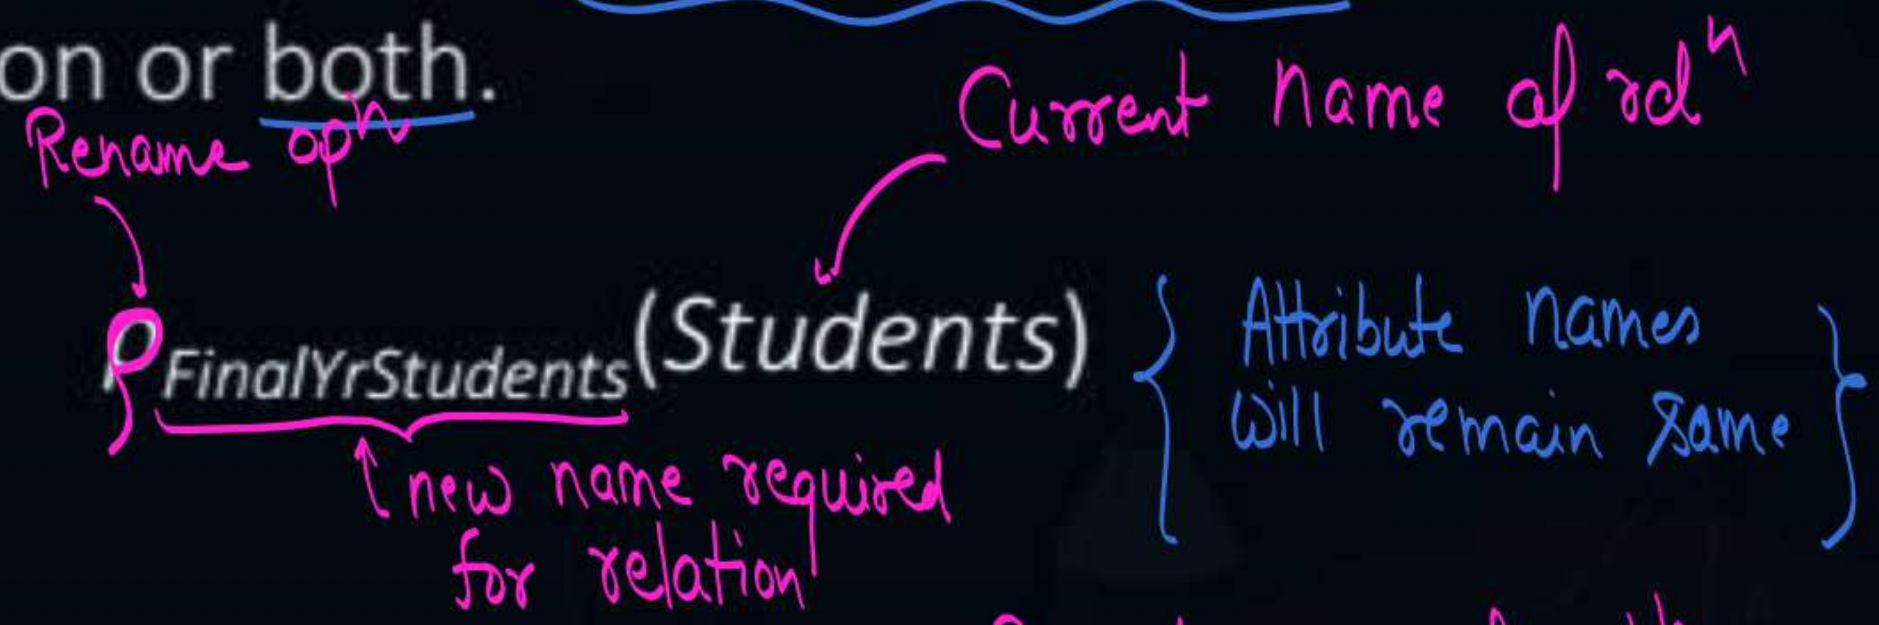 on or both.
Current name of relⁿ
Rename opⁿ
ρFinalYrStudents(Students)
{ Attribute names
will remain same }
new name required
for relation